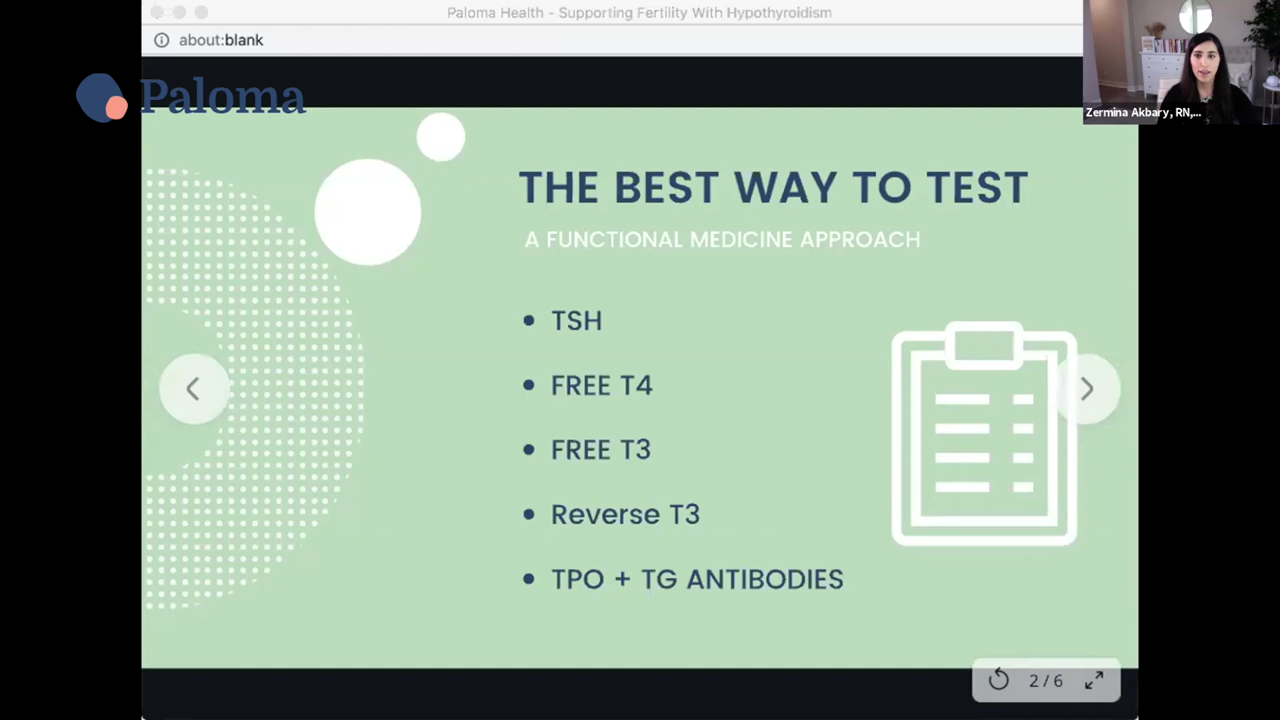 Paloma Health - Supporting Fertility With Hypothyroidism
about:blank
Paloma
Zermina Akbary, RN,...
THE BEST WAY TO TEST
A FUNCTIONAL MEDICINE APPROACH
• TSH
• FREE T4
• FREE T3
• Reverse T3
• TPO + TG ANTIBODIES
2 / 6